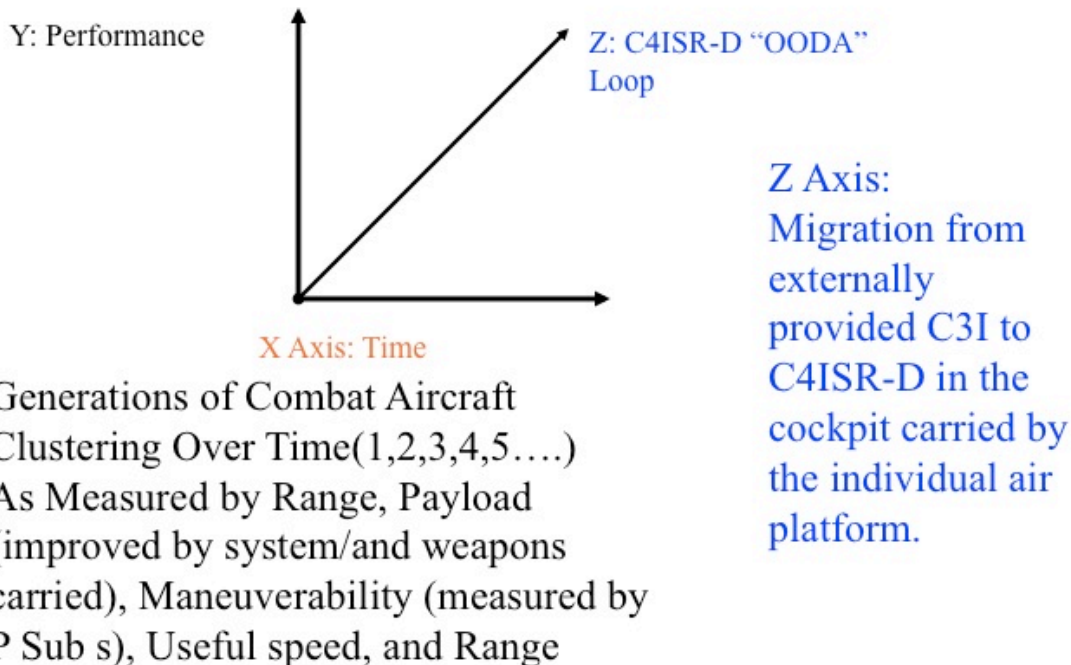 Y: Performance
Z: C4ISR-D “OODA”
Loop
Z Axis:
Migration from
externally
provided C3I to
C4ISR-D in the
cockpit carried by
the individual air
platform.
X Axis: Time
Generations of Combat Aircraft
Clustering Over Time(1,2,3,4,5….)
As Measured by Range, Payload
(improved by system/and weapons
carried), Maneuverability (measured by
P Sub s), Useful speed, and Range